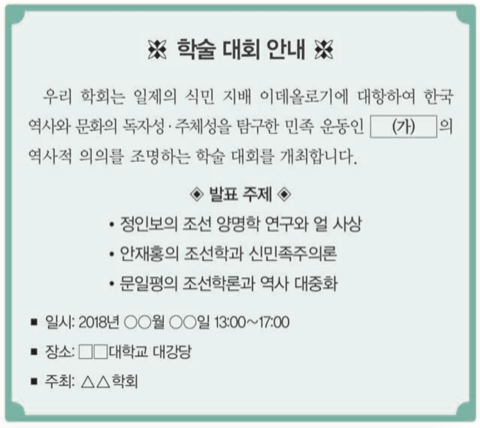 ※ 학술 대회 안내 ※
우리 학회는 일제의 식민 지배 이데올로기에 대항하여 한국
역사와 문화의 독자성·주체성을 탐구한 민족 운동인 (가) 의
역사적 의의를 조명하는 학술 대회를 개최합니다.
◈ 발표 주제 ◈
• 정인보의 조선 양명학 연구와 얼 사상
• 안재홍의 조선학과 신민족주의론
• 문일평의 조선학론과 역사 대중화
■ 일시: 2018년 ○○월 ○○일 13:00~17:00
■ 장소: □□대학교 대강당
■ 주최: △△학회